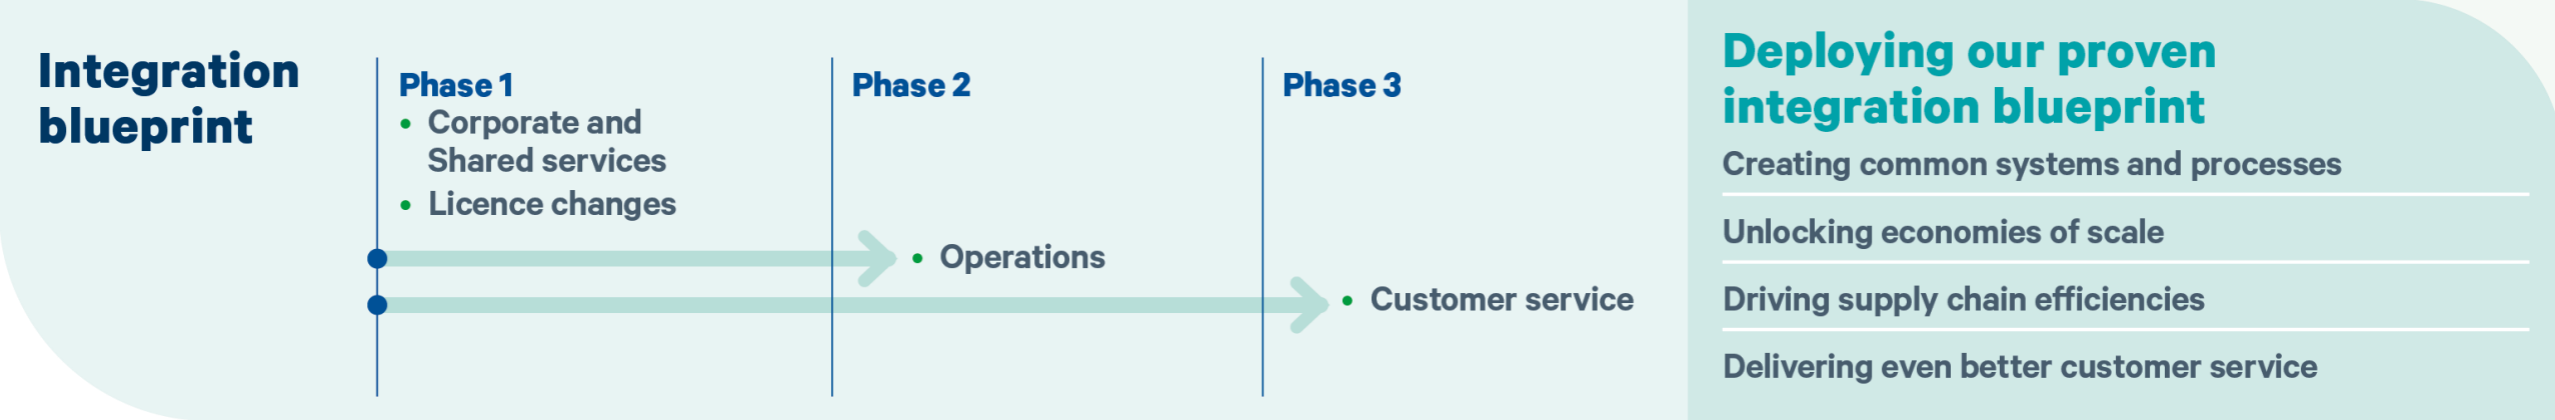 Integration
blueprint
Phase 1
• Corporate and
Shared services
• Licence changes
Phase 2
• Operations
Phase 3
• Customer service
Deploying our proven
integration blueprint
Creating common systems and processes
Unlocking economies of scale
Driving supply chain efficiencies
Delivering even better customer service